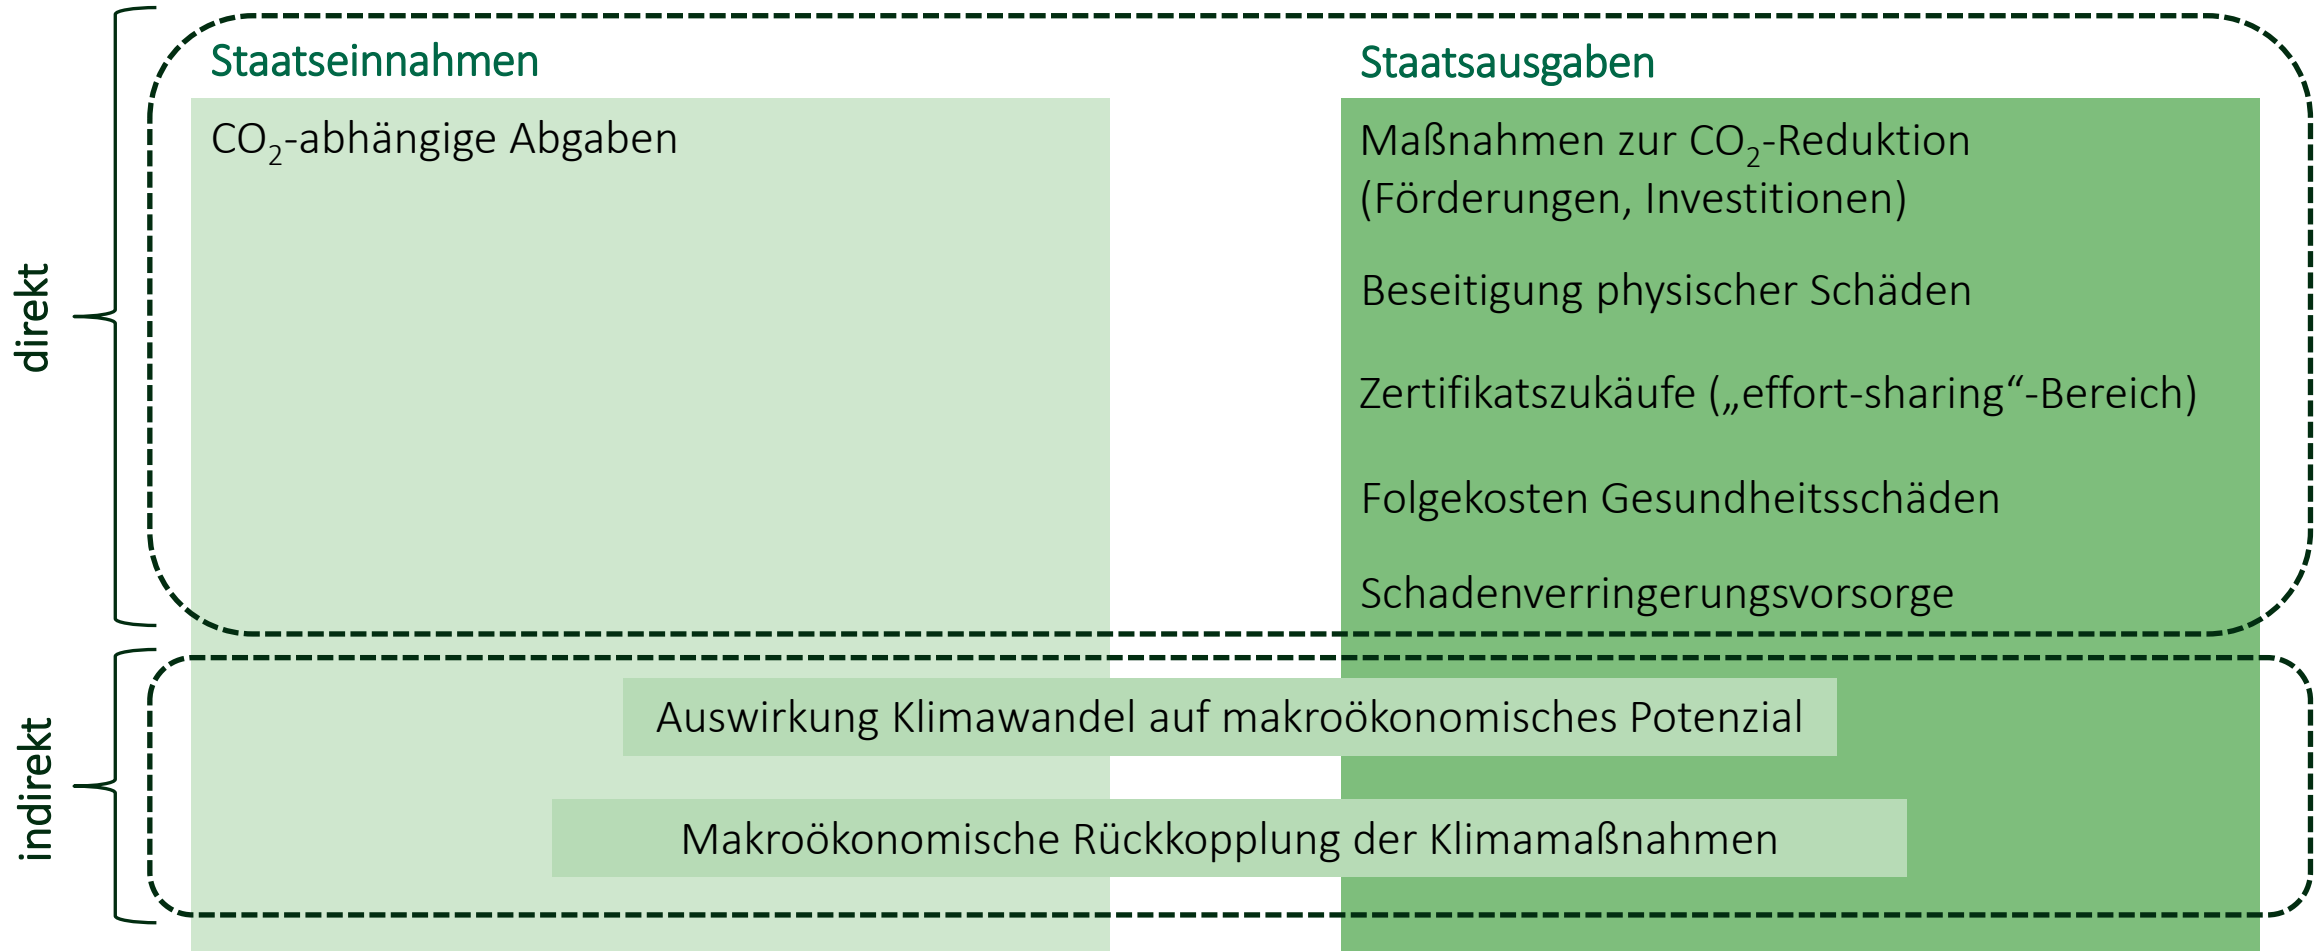 direkt
Staatseinnahmen
CO₂-abhängige Abgaben
Staatsausgaben
Maßnahmen zur CO₂-Reduktion
(Förderungen, Investitionen)
Beseitigung physischer Schäden
Zertifikatszukäufe („effort-sharing“-Bereich)
Folgekosten Gesundheitsschäden
Schadenverringerungsvorsorge
indirekt
Auswirkung Klimawandel auf makroökonomisches Potenzial
Makroökonomische Rückkopplung der Klimamaßnahmen